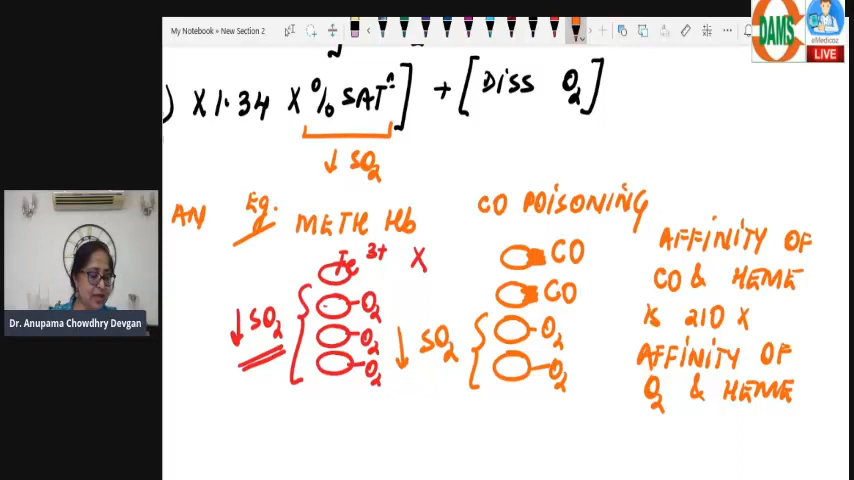 My Notebook » New Section 2
DAMS
eMedicoz
LIVE
) X 1.34 X % SATⁿ] + [DISS O2]
↓ SO2
AN Eg. METH Hb
CO POISONING
Fe 3+ X
O2
O2
O2
↓ SO2
CO
CO
O2
O2
↓ SO2
AFFINITY OF
CO & HEME
IS 210 X
AFFINITY OF
O2 & HEME
Dr. Anupama Chowdhry Devgan